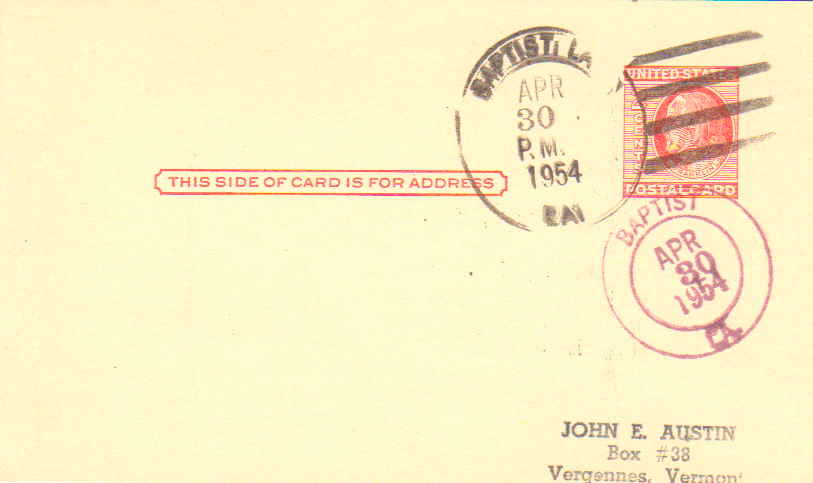 BAPTIST, LA
APR
30
P.M.
1954
UNITED STATES
POSTAL CARD
THIS SIDE OF CARD IS FOR ADDRESS
BAPTIST
APR
30
1954
LA.
JOHN E. AUSTIN
Box #38
Vergennes, Vermont